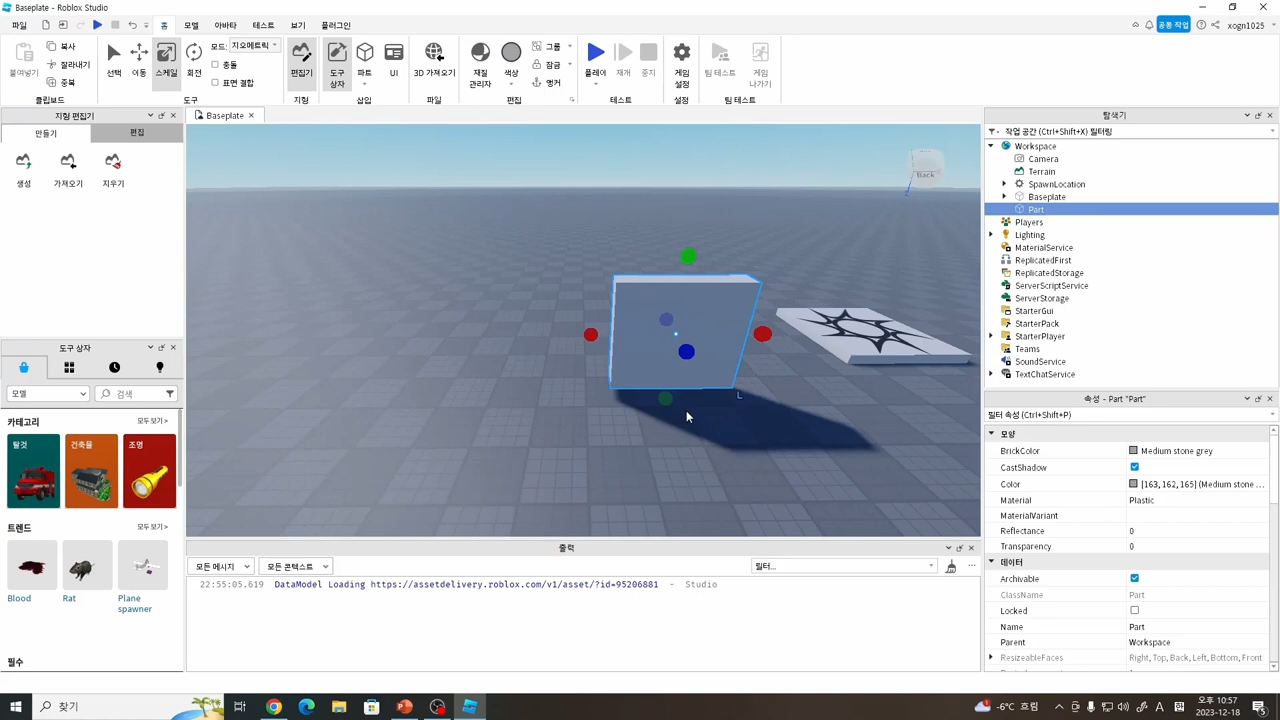 Baseplate - Roblox Studio
파일 홈 모델 아바타 테스트 보기 플러그인 공동 작업 xogn1025
붙여넣기 복사 잘라내기 중복 클립보드
선택 이동 스케일 회전 모드: 지오메트릭 충돌 표면 결합 도구
편집기 지형
도구 상자 파트 UI 삽입
3D 가져오기 파일
재질 관리자 색상 그룹 잠금 앵커 편집
플레이 재개 중지 테스트
게임 설정 설정
팀 테스트 게임 나가기 팀 테스트
지형 편집기
만들기 편집
생성 가져오기 지우기
도구 상자
모델 검색
카테고리 모두 보기 >
탈것 건축물 조명
트렌드 모두 보기 >
Blood Rat Plane spawner
필수
Baseplate
Back
L
출력
모든 메시지 모든 콘텍스트 필터...
22:55:05.619 DataModel Loading https://assetdelivery.roblox.com/v1/asset/?id=95206881 - Studio
탐색기
작업 공간 (Ctrl+Shift+X) 필터링
Workspace
Camera
Terrain
SpawnLocation
Baseplate
Part
Players
Lighting
MaterialService
ReplicatedFirst
ReplicatedStorage
ServerScriptService
ServerStorage
StarterGui
StarterPack
StarterPlayer
Teams
SoundService
TextChatService
속성 - Part "Part"
필터 속성 (Ctrl+Shift+P)
모양
BrickColor Medium stone grey
CastShadow
Color [163, 162, 165] (Medium stone ...
Material Plastic
MaterialVariant
Reflectance 0
Transparency 0
데이터
Archivable
ClassName Part
Locked
Name Part
Parent Workspace
ResizeableFaces Right, Top, Back, Left, Bottom, Front
찾기
-6°C 흐림 A 한 오후 10:57
2023-12-18 5